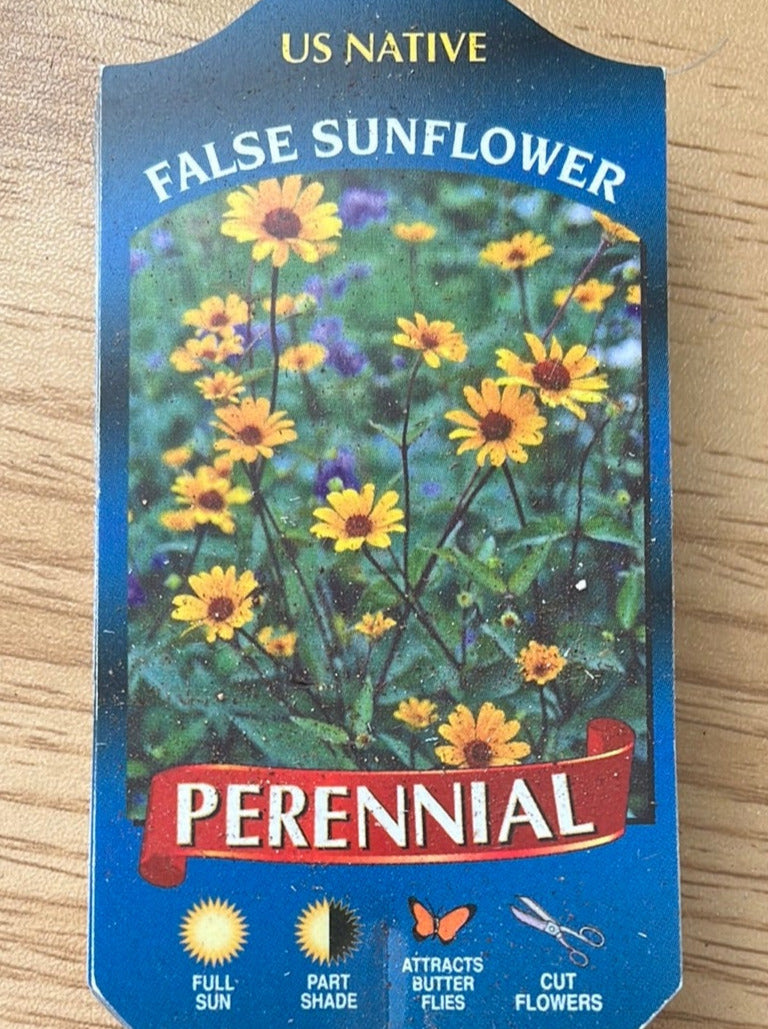 US NATIVE
FALSE SUNFLOWER
PERENNIAL
FULL
SUN
PART
SHADE
ATTRACTS
BUTTER
FLIES
CUT
FLOWERS